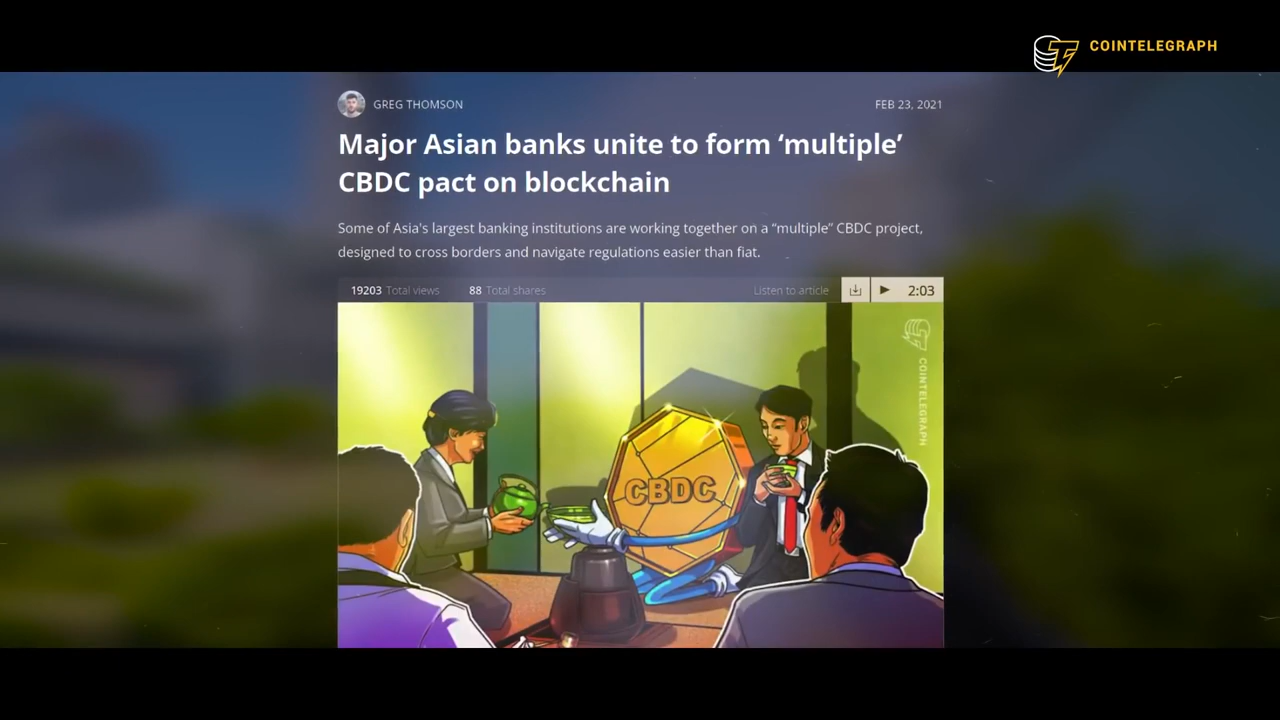 COINTELEGRAPH
GREG THOMSON
FEB 23, 2021
Major Asian banks unite to form ‘multiple’
CBDC pact on blockchain
Some of Asia's largest banking institutions are working together on a “multiple” CBDC project,
designed to cross borders and navigate regulations easier than fiat.
19203 Total views 88 Total shares Listen to article 2:03
COINTELEGRAPH
CBDC